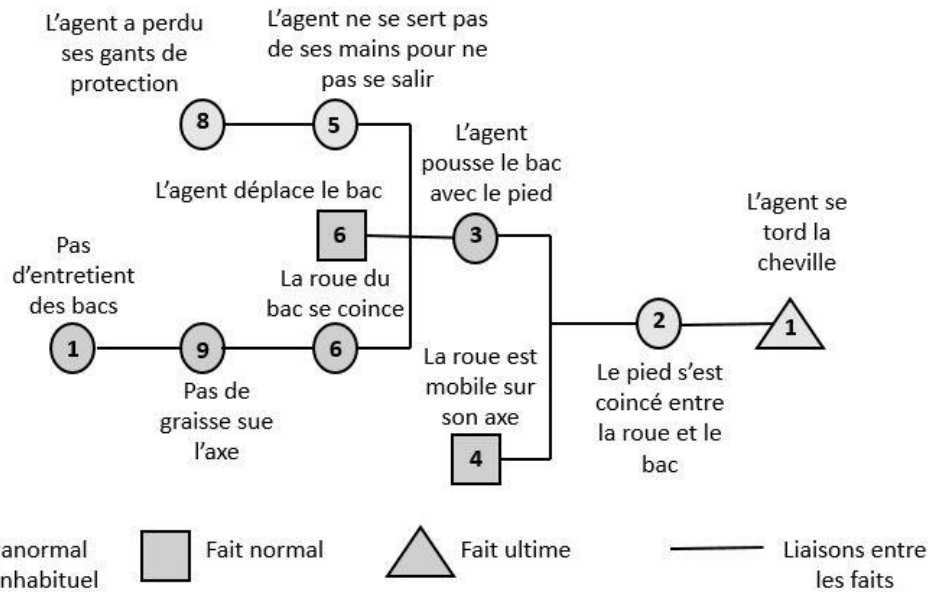 L'agent a perdu
ses gants de
protection
L'agent ne se sert pas
de ses mains pour ne
pas se salir
8
5
L'agent
pousse le bac
avec le pied
L'agent déplace le bac
6
3
L'agent se
tord la
cheville
Pas
d'entretient
des bacs
La roue du
bac se coince
1
9
6
2
1
Pas de
graisse sue
l'axe
La roue est
mobile sur
son axe
4
Le pied s'est
coincé entre
la roue et le
bac
anormal
nhabituel
Fait normal
Fait ultime
Liaisons entre
les faits